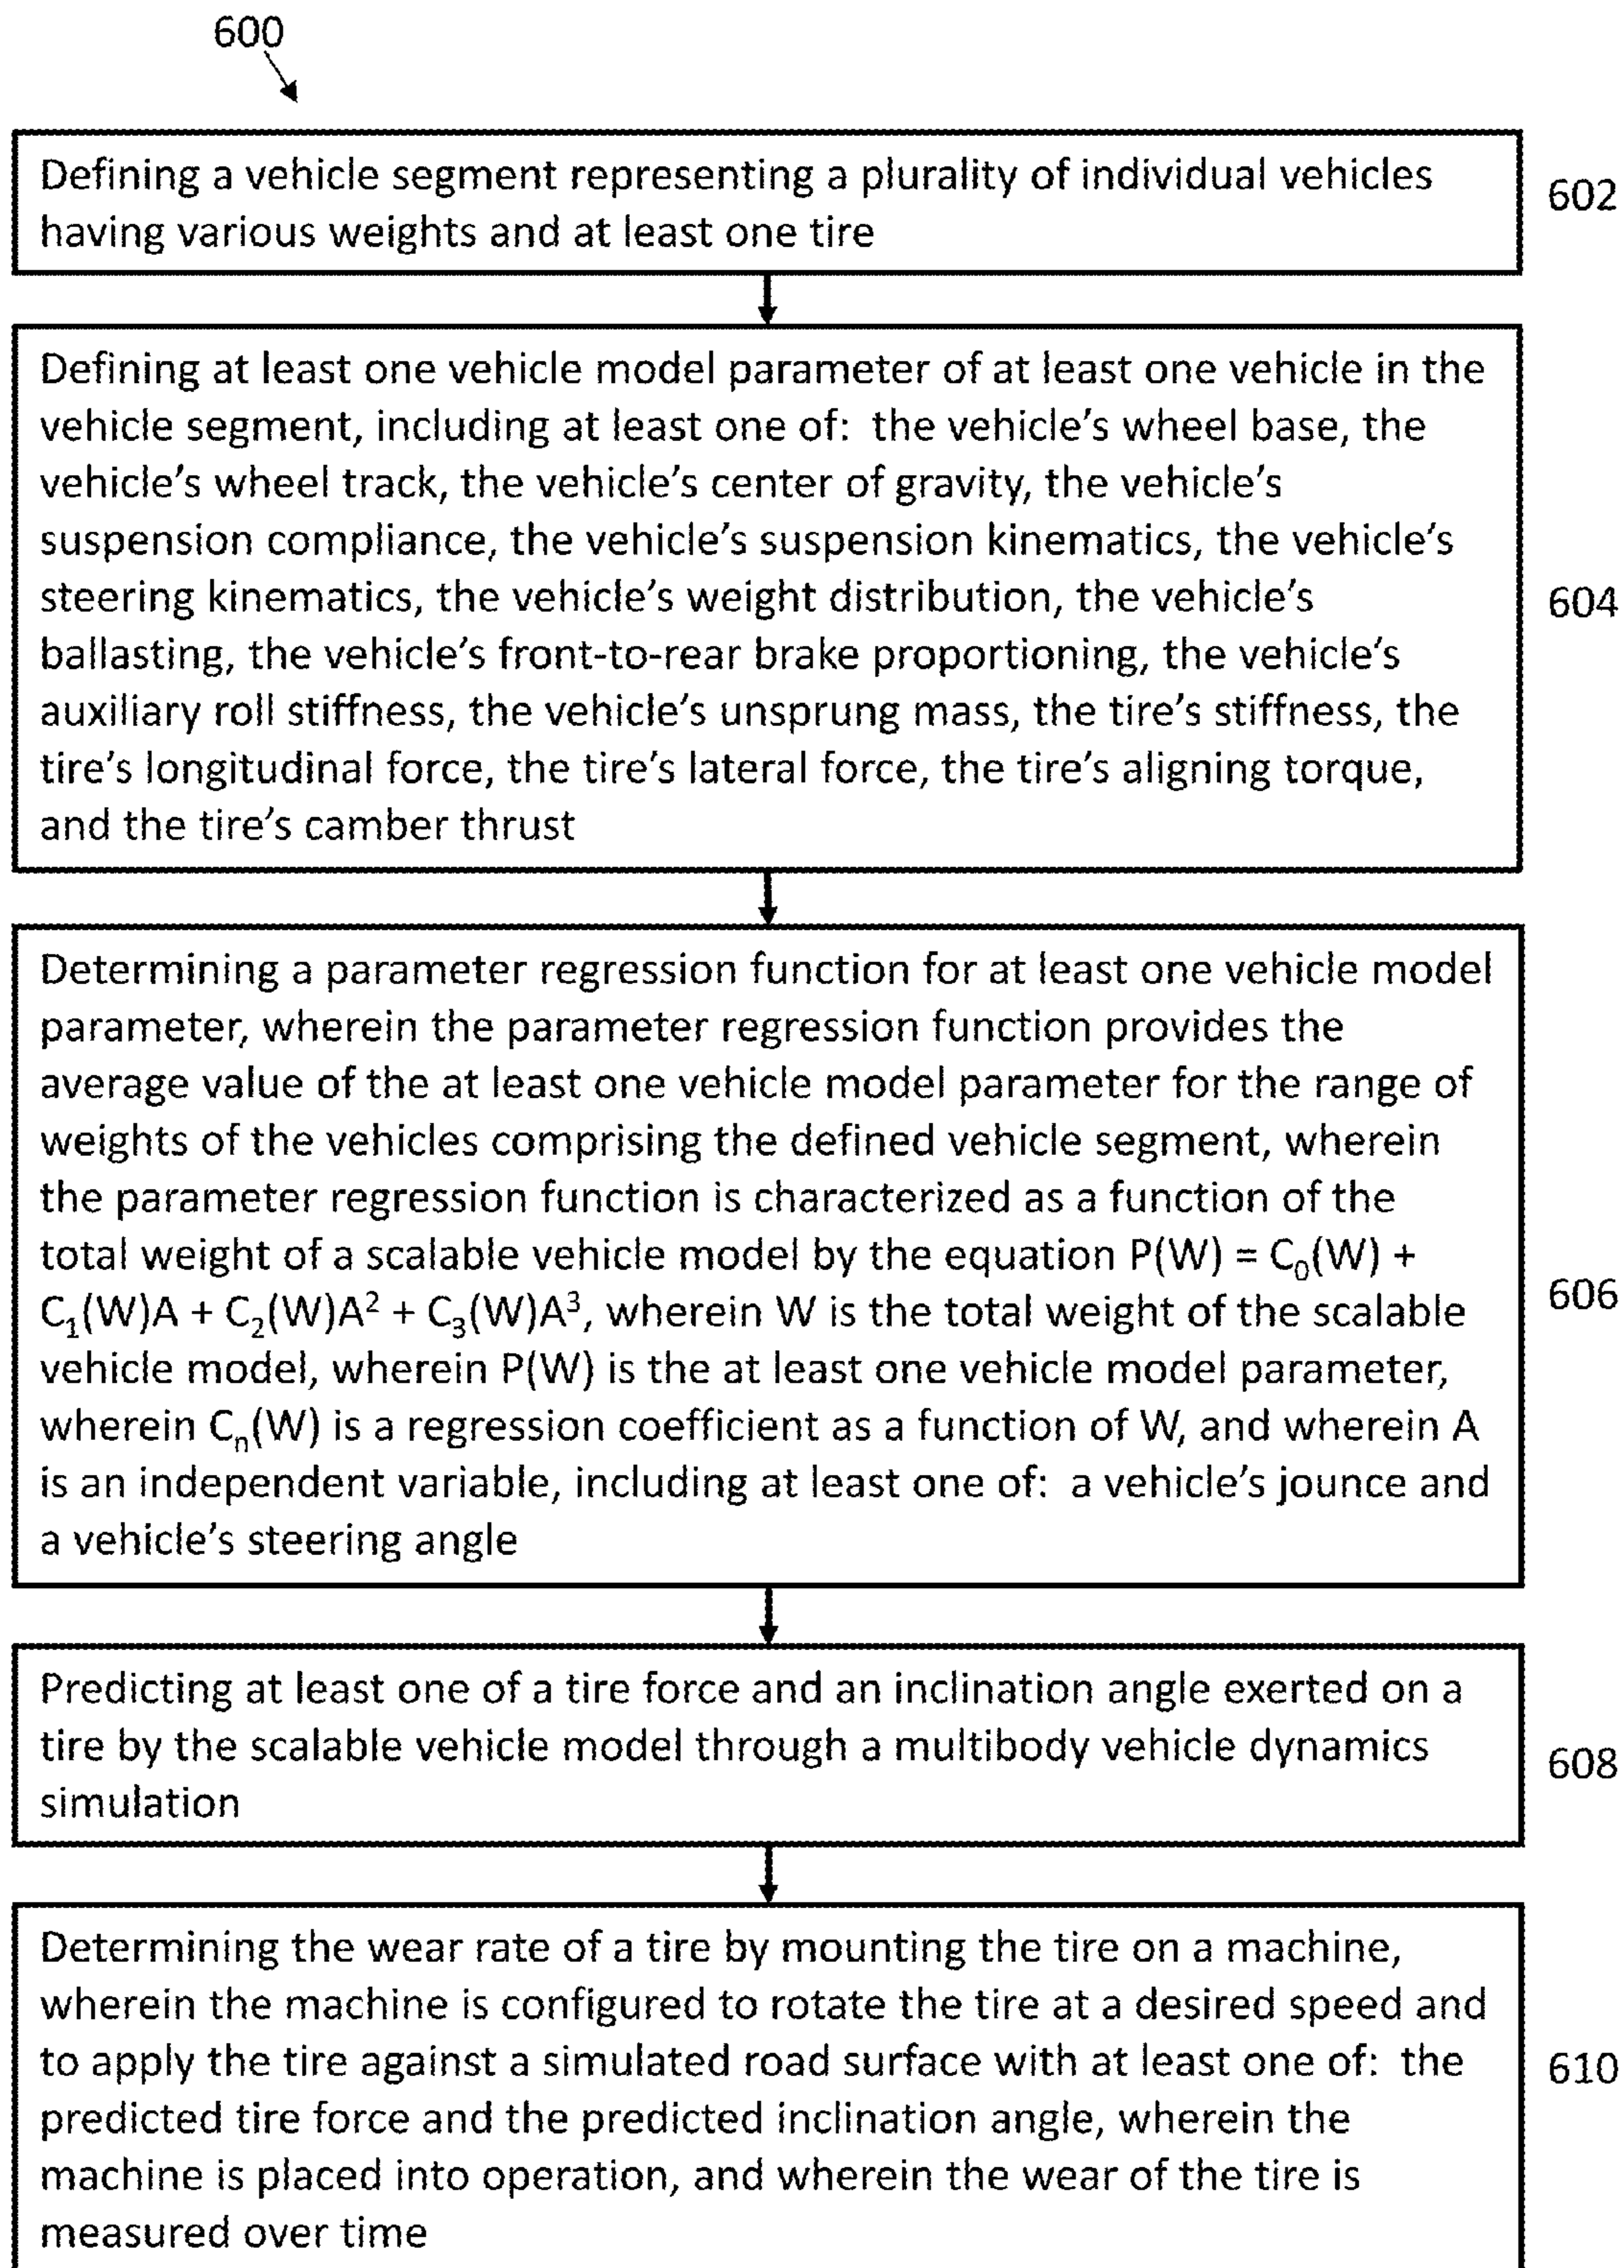 600
Defining a vehicle segment representing a plurality of individual vehicles
having various weights and at least one tire
602
Defining at least one vehicle model parameter of at least one vehicle in the
vehicle segment, including at least one of: the vehicle's wheel base, the
vehicle's wheel track, the vehicle's center of gravity, the vehicle's
suspension compliance, the vehicle's suspension kinematics, the vehicle's
steering kinematics, the vehicle's weight distribution, the vehicle's
ballasting, the vehicle's front-to-rear brake proportioning, the vehicle's
auxiliary roll stiffness, the vehicle's unsprung mass, the tire's stiffness, the
tire's longitudinal force, the tire's lateral force, the tire's aligning torque,
and the tire's camber thrust
604
Determining a parameter regression function for at least one vehicle model
parameter, wherein the parameter regression function provides the
average value of the at least one vehicle model parameter for the range of
weights of the vehicles comprising the defined vehicle segment, wherein
the parameter regression function is characterized as a function of the
total weight of a scalable vehicle model by the equation P(W) = C₀(W) +
C₁(W)A + C₂(W)A² + C₃(W)A³, wherein W is the total weight of the scalable
vehicle model, wherein P(W) is the at least one vehicle model parameter,
wherein Cₙ(W) is a regression coefficient as a function of W, and wherein A
is an independent variable, including at least one of: a vehicle's jounce and
a vehicle's steering angle
606
Predicting at least one of a tire force and an inclination angle exerted on a
tire by the scalable vehicle model through a multibody vehicle dynamics
simulation
608
Determining the wear rate of a tire by mounting the tire on a machine,
wherein the machine is configured to rotate the tire at a desired speed and
to apply the tire against a simulated road surface with at least one of: the
predicted tire force and the predicted inclination angle, wherein the
machine is placed into operation, and wherein the wear of the tire is
measured over time
610